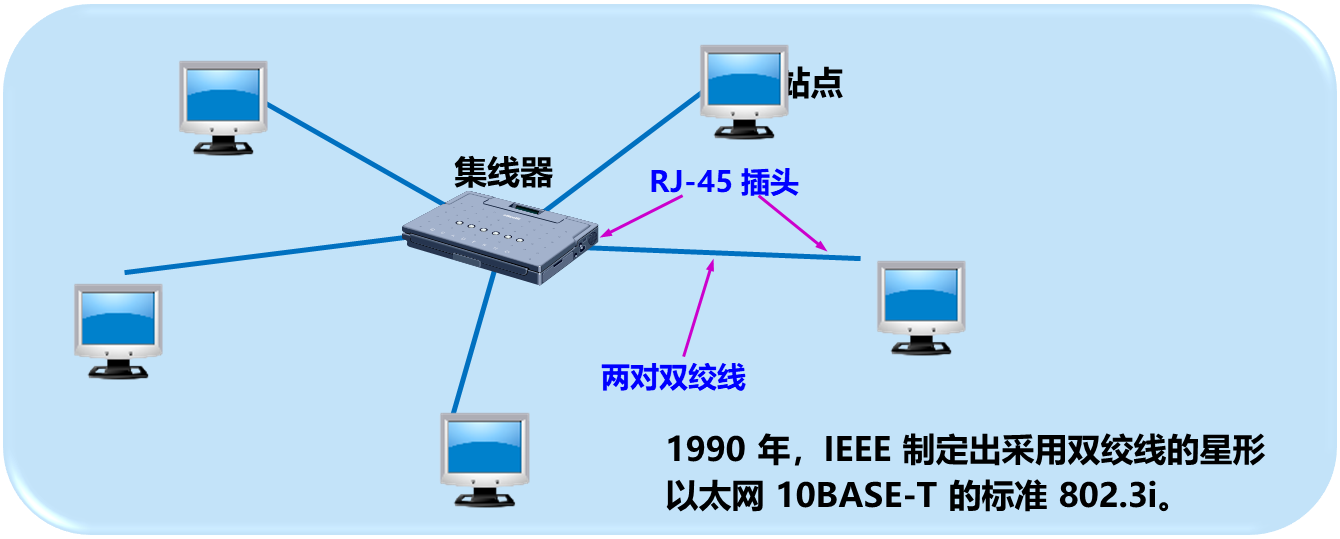 站点
集线器
RJ-45 插头
两对双绞线
1990 年，IEEE 制定出采用双绞线的星形
以太网 10BASE-T 的标准 802.3i。